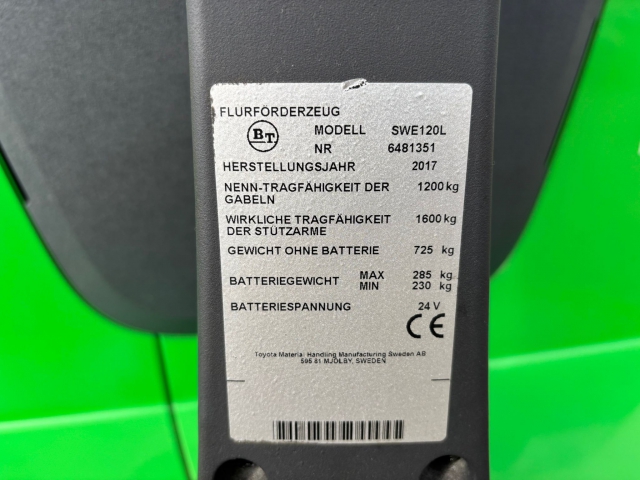 FLURFÖRDERZEUG
BT MODELL SWE120L
NR 6481351
HERSTELLUNGSJAHR 2017
NENN-TRAGFÄHIGKEIT DER GABELN 1200 kg
WIRKLICHE TRAGFÄHIGKEIT DER STÜTZARME 1600 kg
GEWICHT OHNE BATTERIE 725 kg
BATTERIEGEWICHT MAX 285 kg
MIN 230 kg
BATTERIESPANNUNG 24 V
CE
Toyota Material Handling Manufacturing Sweden AB
595 81 MJÖLBY, SWEDEN